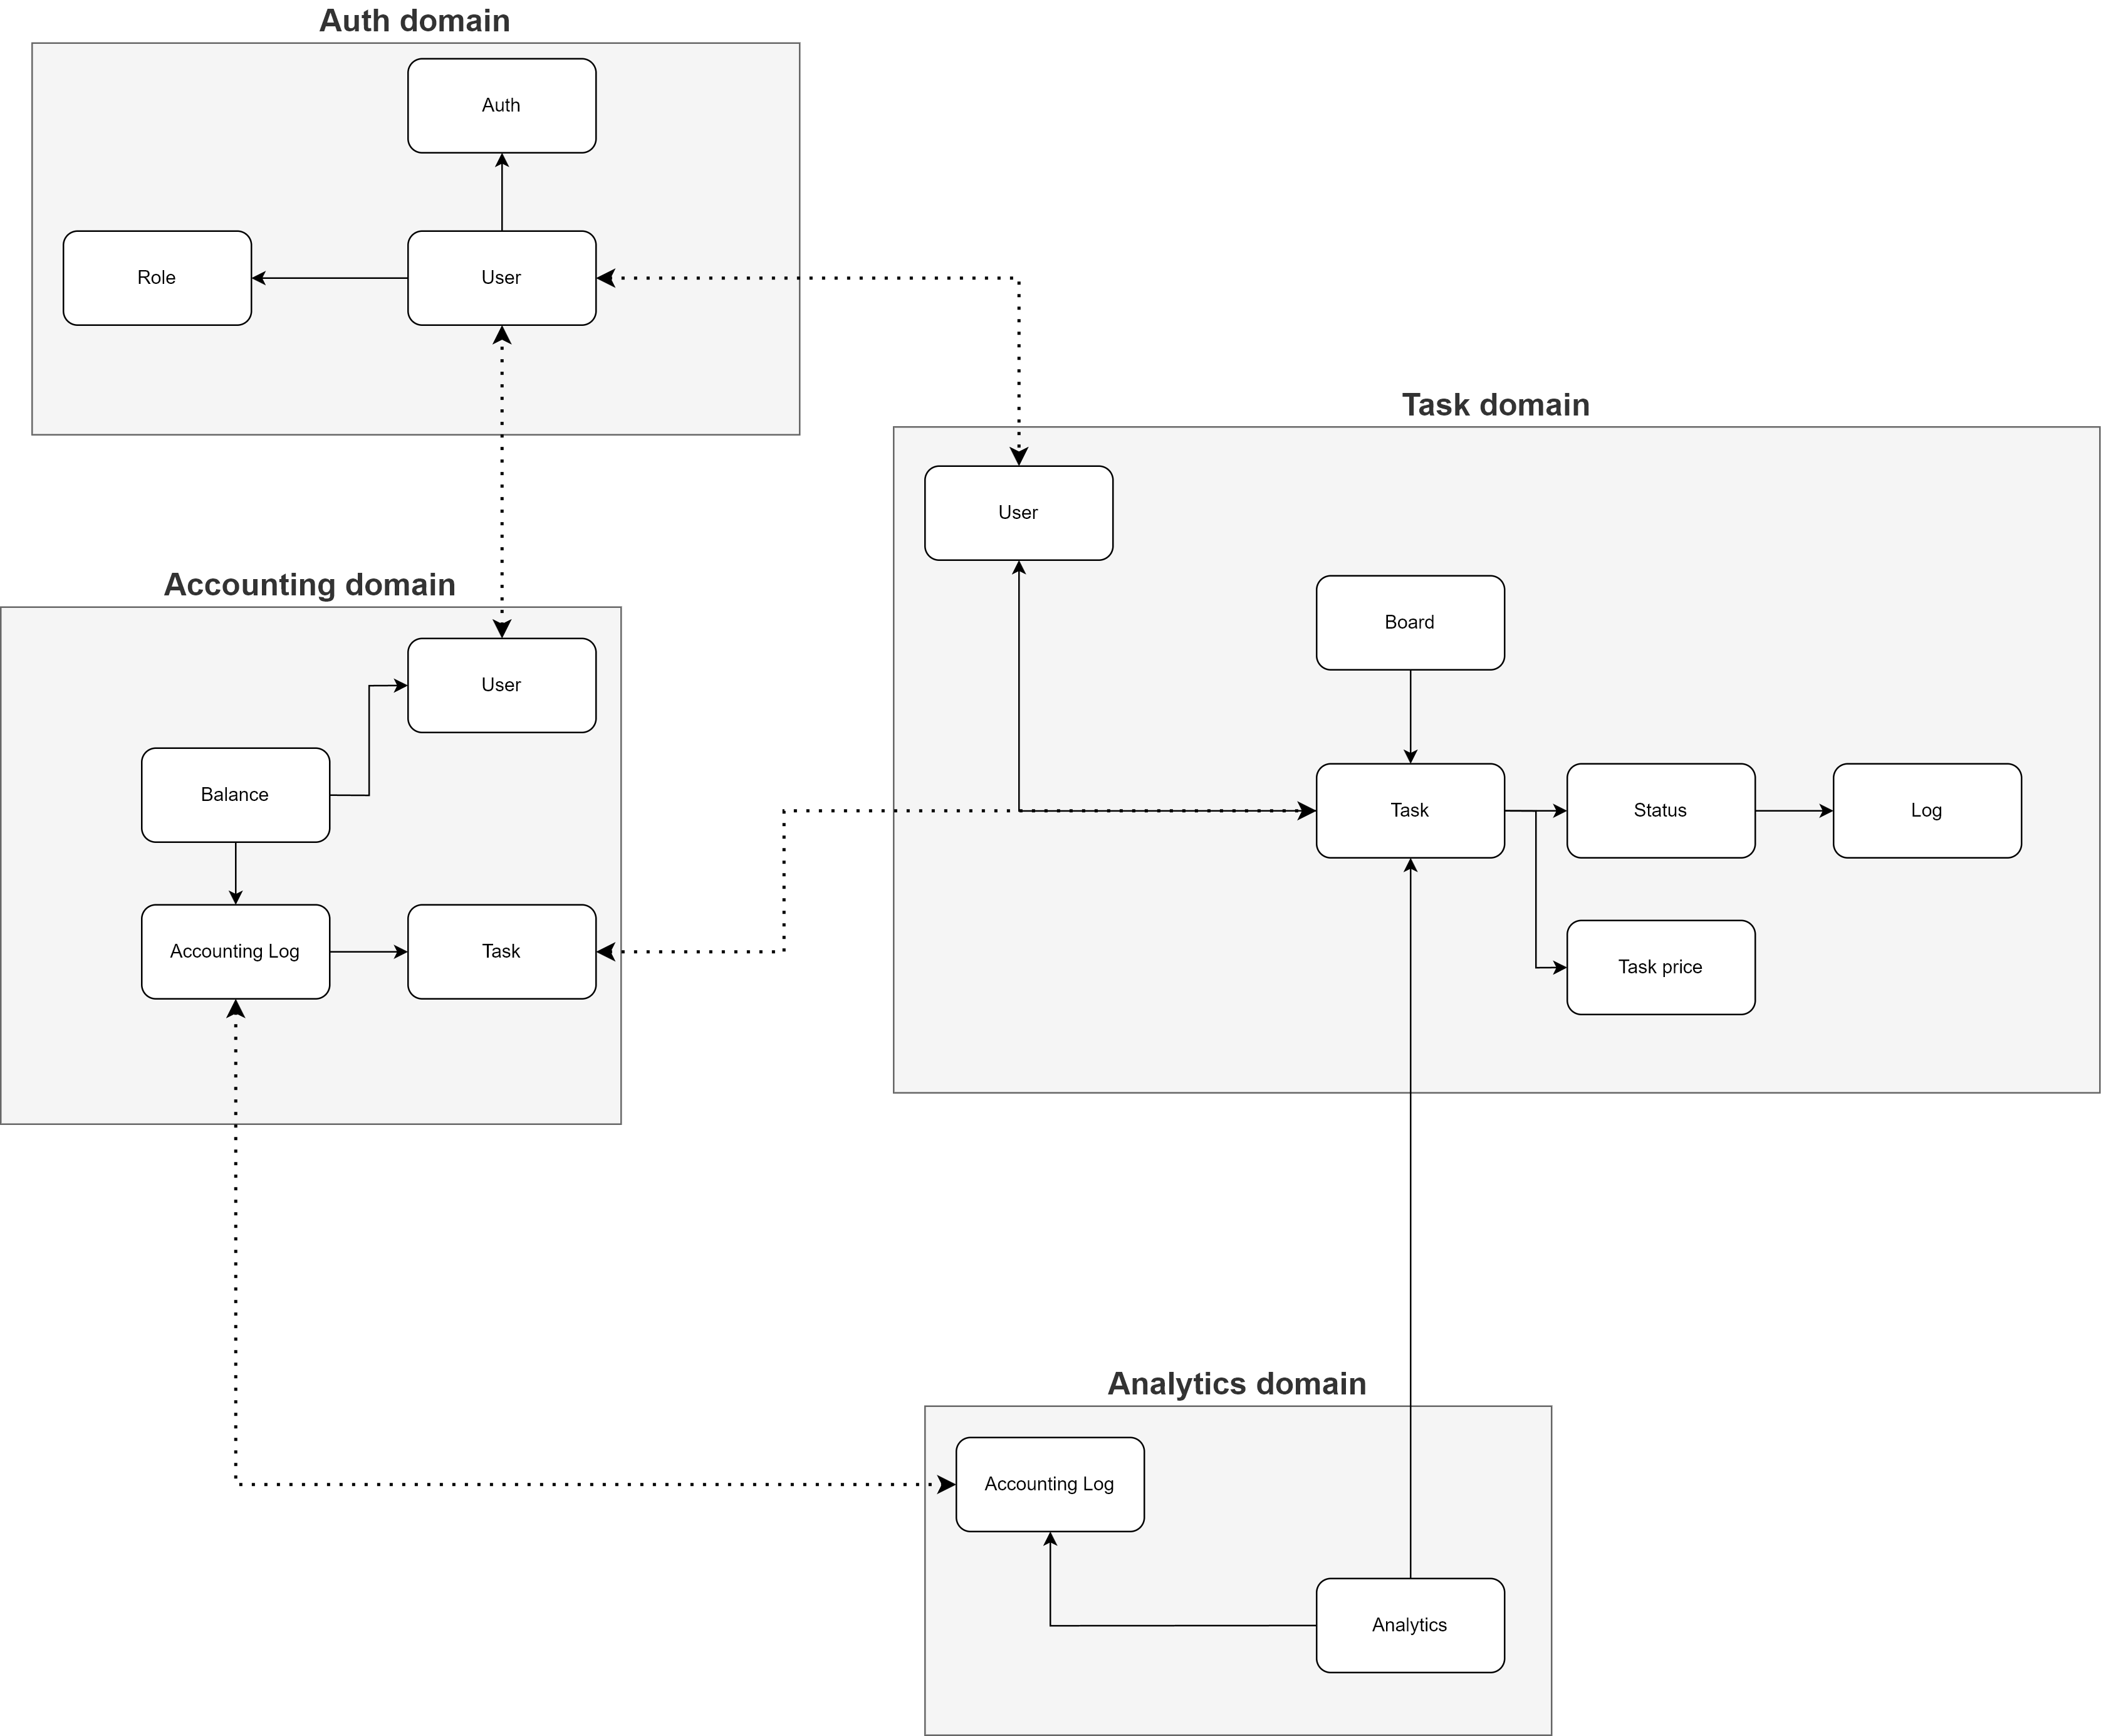 Auth domain
Auth
Role
User
Task domain
User
Board
Task
Status
Log
Task price
Accounting domain
User
Balance
Accounting Log
Task
Analytics domain
Accounting Log
Analytics